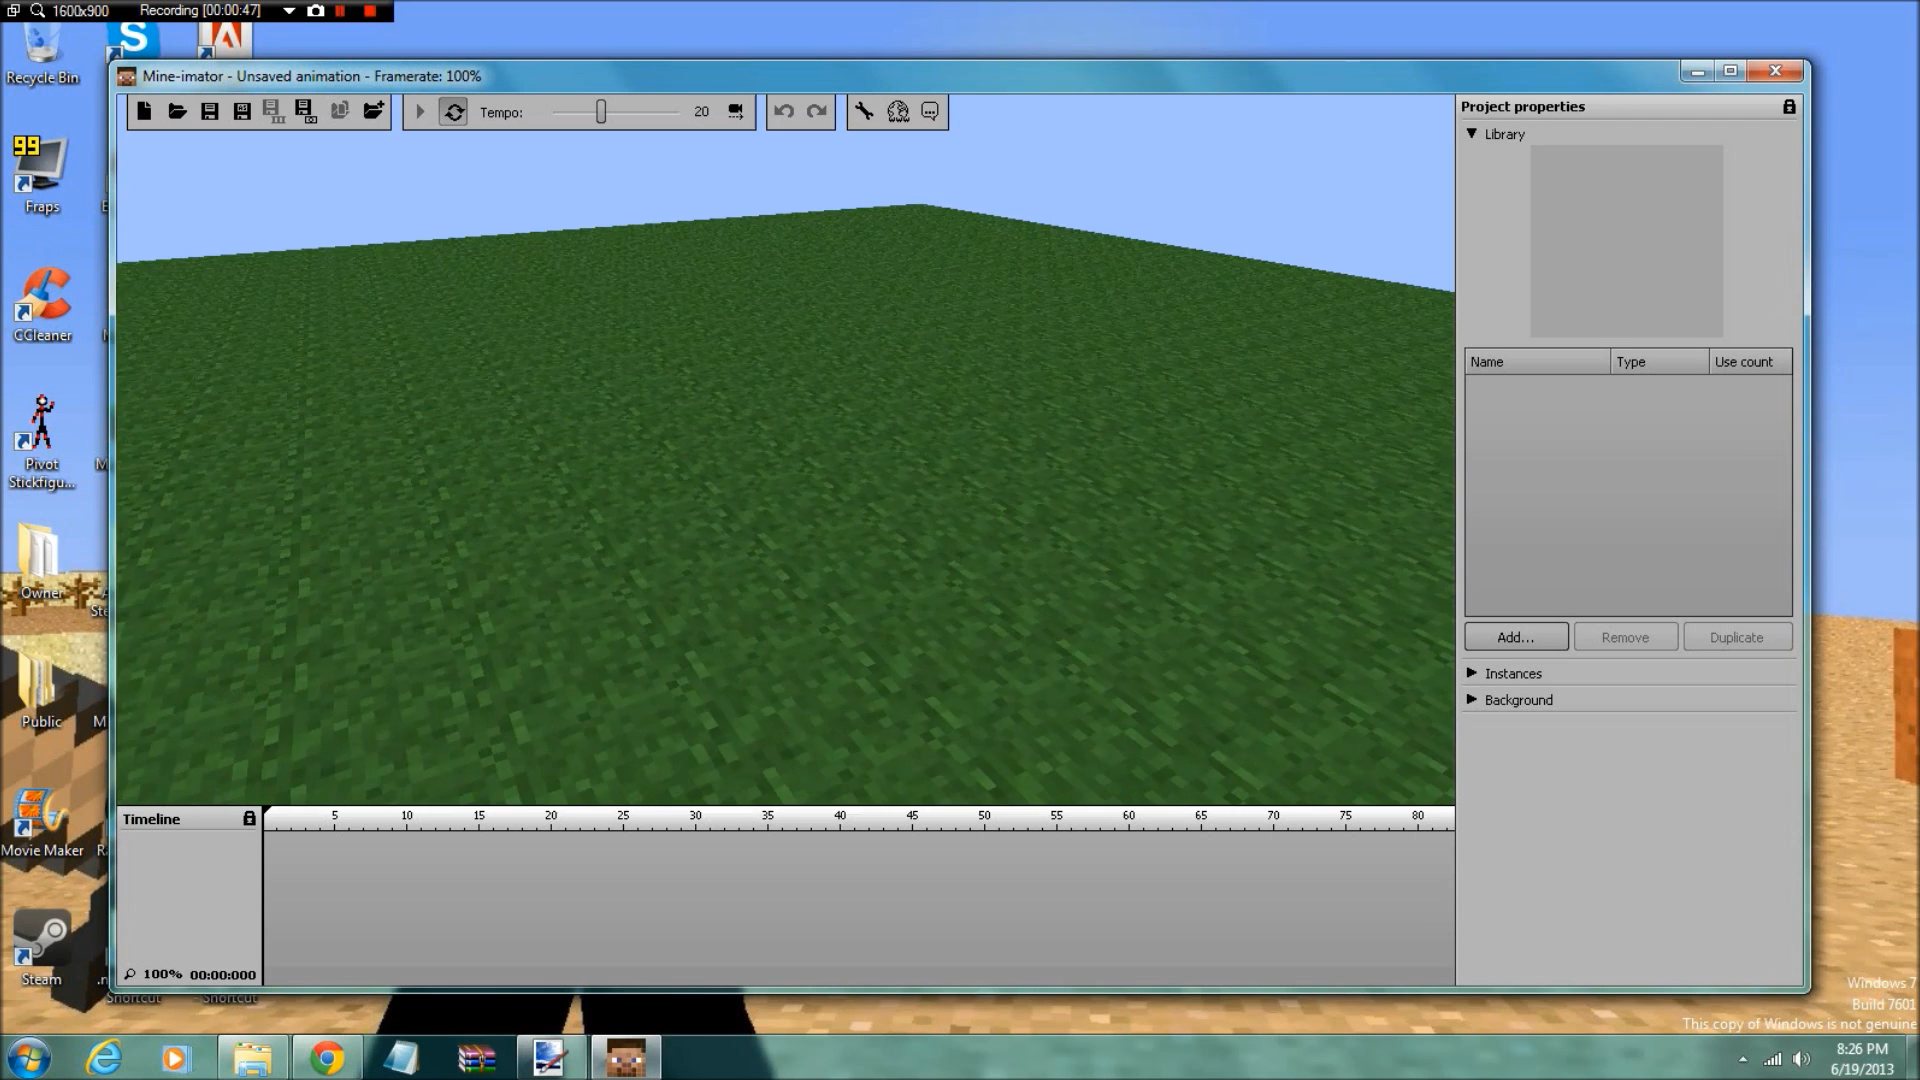 1600x900 Recording [00:00:47]
Recycle Bin
Mine-imator - Unsaved animation - Framerate: 100%
Tempo: 20
Project properties
Library
99
Fraps
CCleaner
Name Type Use count
Pivot
Stickfigu...
Owner
Add... Remove Duplicate
Instances
Background
Public
Timeline 5 10 15 20 25 30 35 40 45 50 55 60 65 70 75 80
Movie Maker
100% 00:00:000
Steam
Shortcut - Shortcut
Windows 7
Build 7601
This copy of Windows is not genuine
8:26 PM
6/19/2013